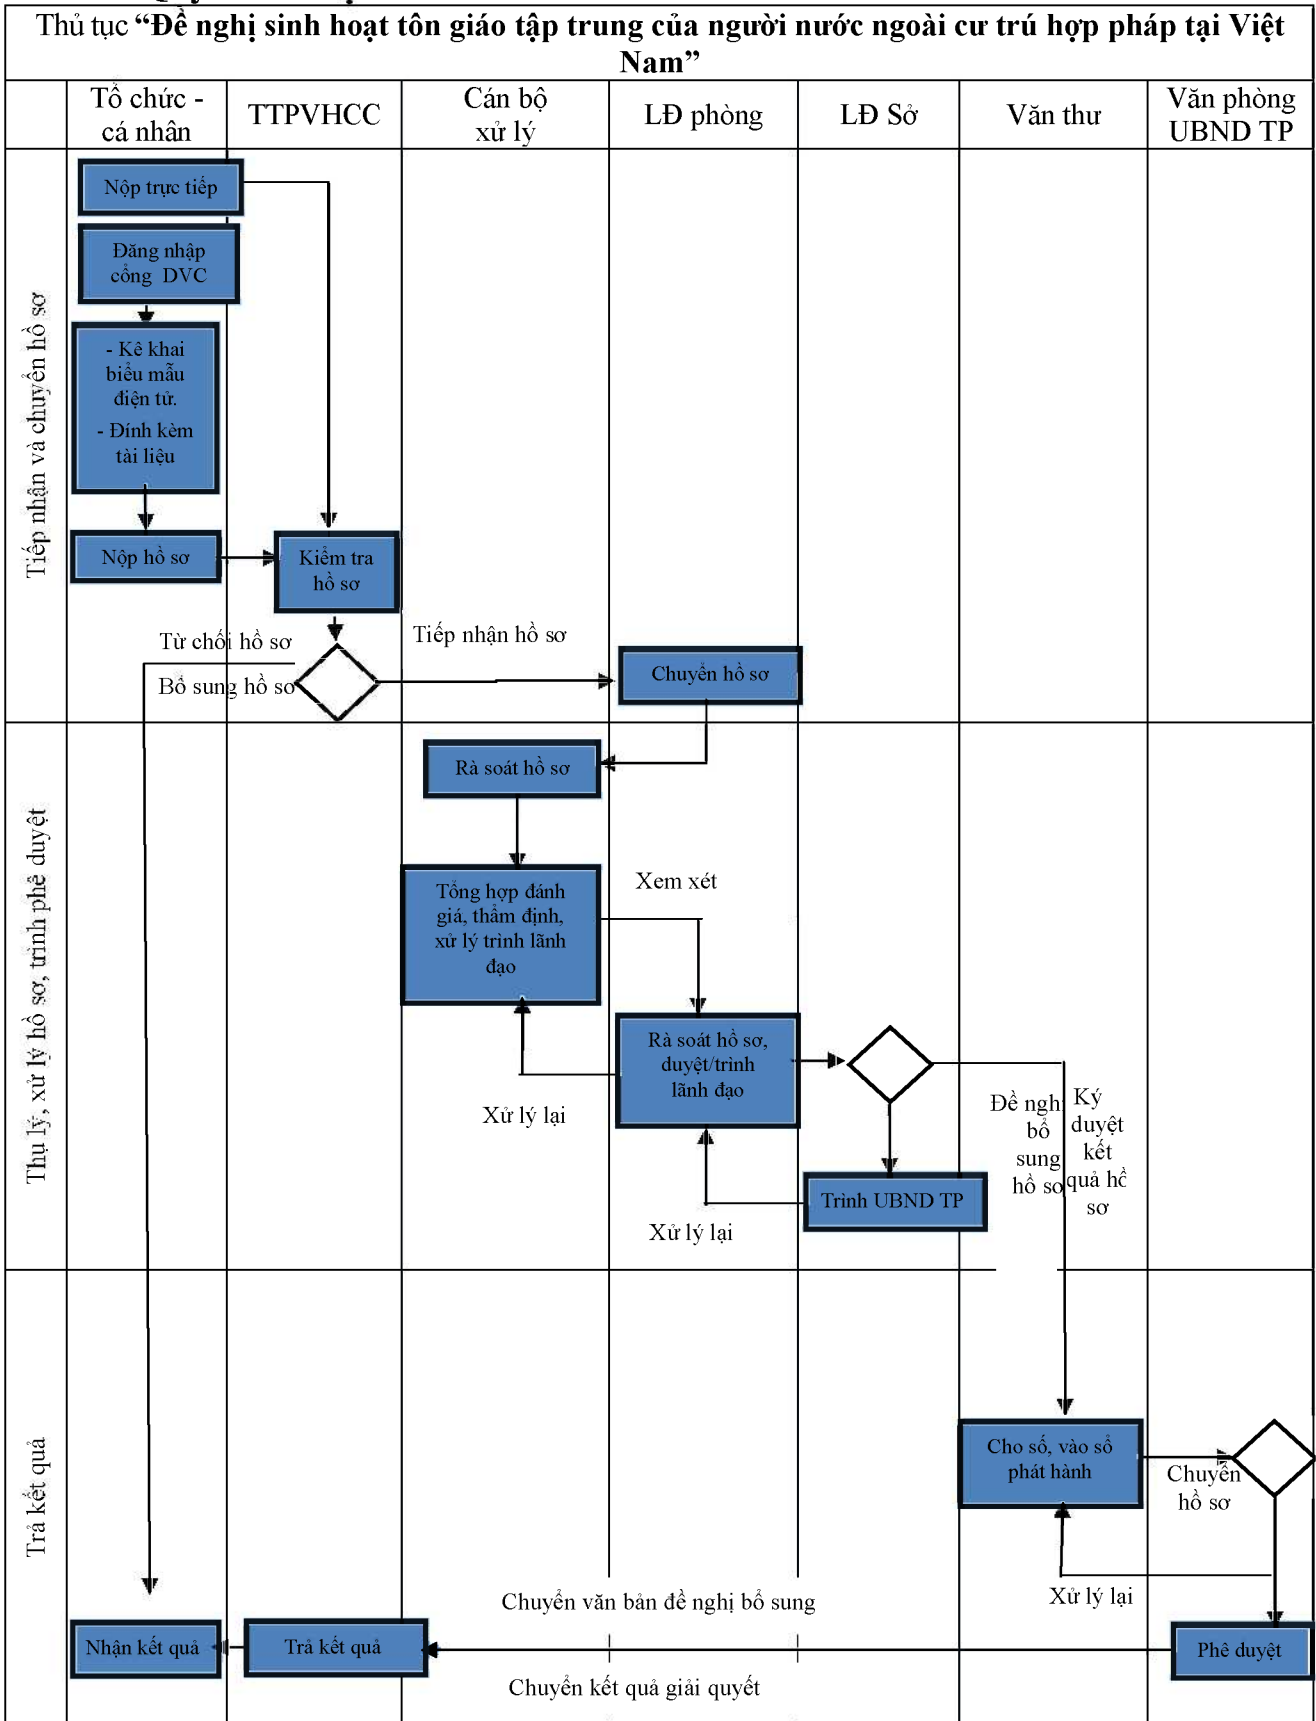 Thủ tục “Đề nghị sinh hoạt tôn giáo tập trung của người nước ngoài cư trú hợp pháp tại Việt
Nam”
Tổ chức -
cá nhân
TTPVHCC
Cán bộ
xử lý
LĐ phòng
LĐ Sở
Văn thư
Văn phòng
UBND TP
Tiếp nhận và chuyển hồ sơ
Nộp trực tiếp
Đăng nhập
cổng DVC
- Kê khai
biểu mẫu
điện tử.
- Đính kèm
tài liệu
Nộp hồ sơ
Kiểm tra
hồ sơ
Từ chối hồ sơ
Bổ sung hồ sơ
Tiếp nhận hồ sơ
Chuyển hồ sơ
Thụ lý, xử lý hồ sơ, trình phê duyệt
Rà soát hồ sơ
Tổng hợp đánh
giá, thẩm định,
xử lý trình lãnh
đạo
Xem xét
Rà soát hồ sơ,
duyệt/trình
lãnh đạo
Xử lý lại
Đề nghị
bổ
sung
hồ sơ
Ký
duyệt
kết
quả hồ
sơ
Trình UBND TP
Xử lý lại
Trả kết quả
Cho số, vào sổ
phát hành
Chuyển
hồ sơ
Xử lý lại
Chuyển văn bản đề nghị bổ sung
Nhận kết quả
Trả kết quả
Phê duyệt
Chuyển kết quả giải quyết